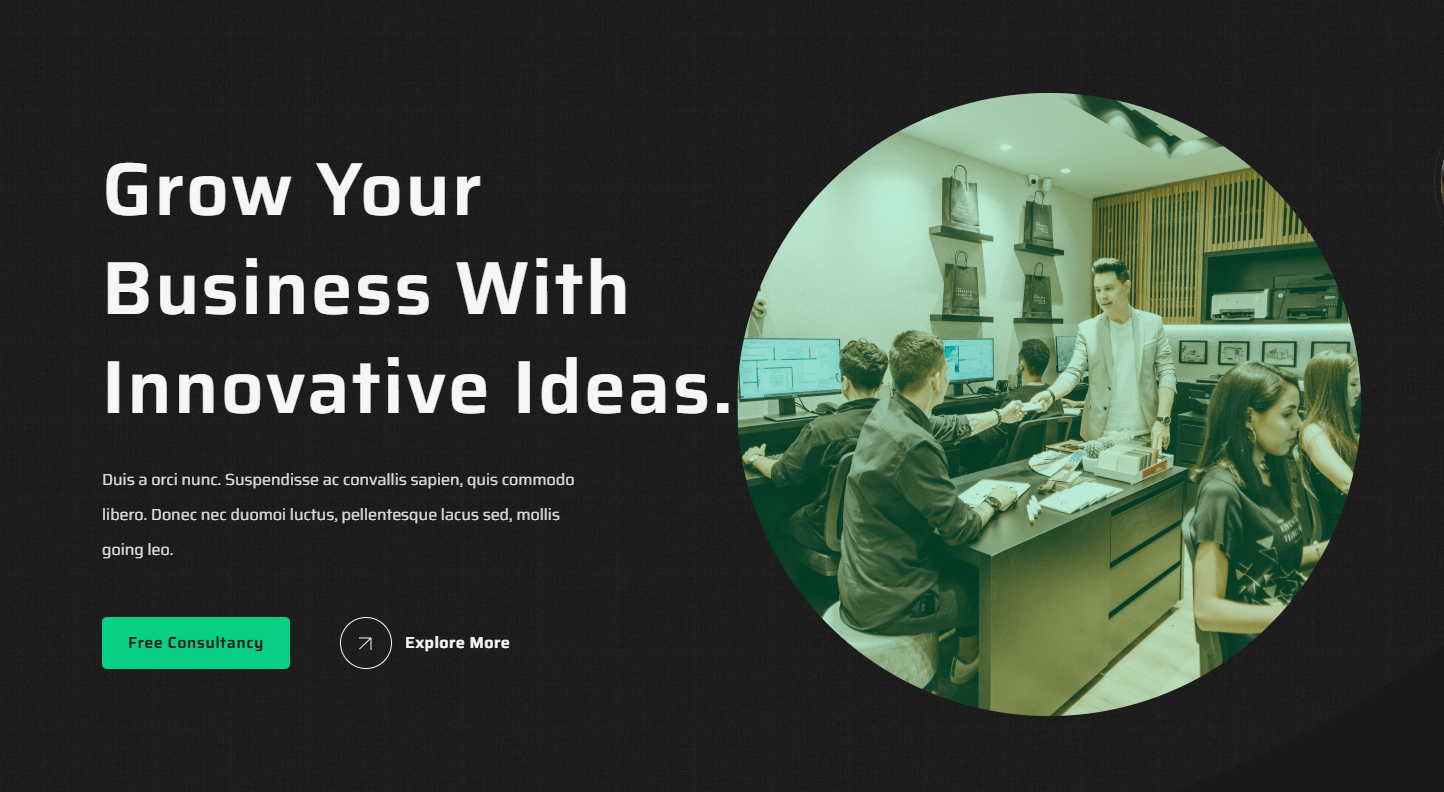 Grow Your
Business With
Innovative Ideas.
Duis a orci nunc. Suspendisse ac convallis sapien, quis commodo
libero. Donec nec duomoi luctus, pellentesque lacus sed, mollis
going leo.
Free Consultancy
Explore More